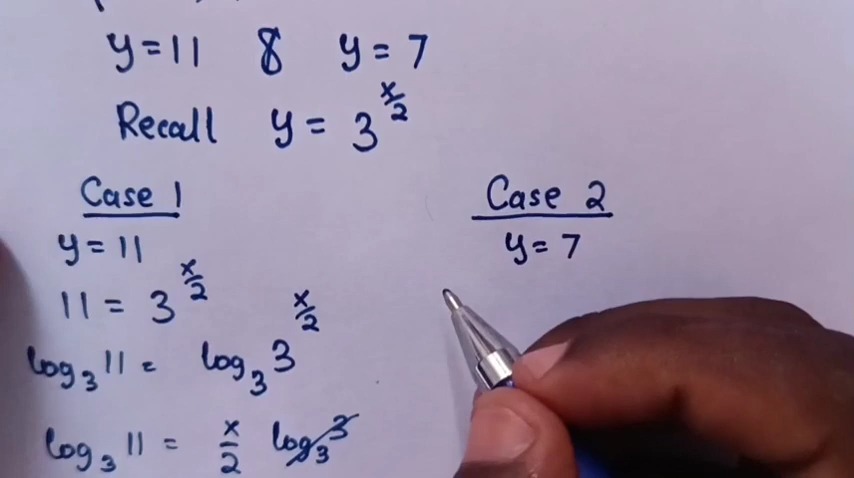 y = 11 & y = 7
Recall y = 3^(x/2)
Case 1
y = 11
11 = 3^(x/2)
log₃ 11 = log₃ 3^(x/2)
log₃ 11 = x/2 log₃ 3
Case 2
y = 7